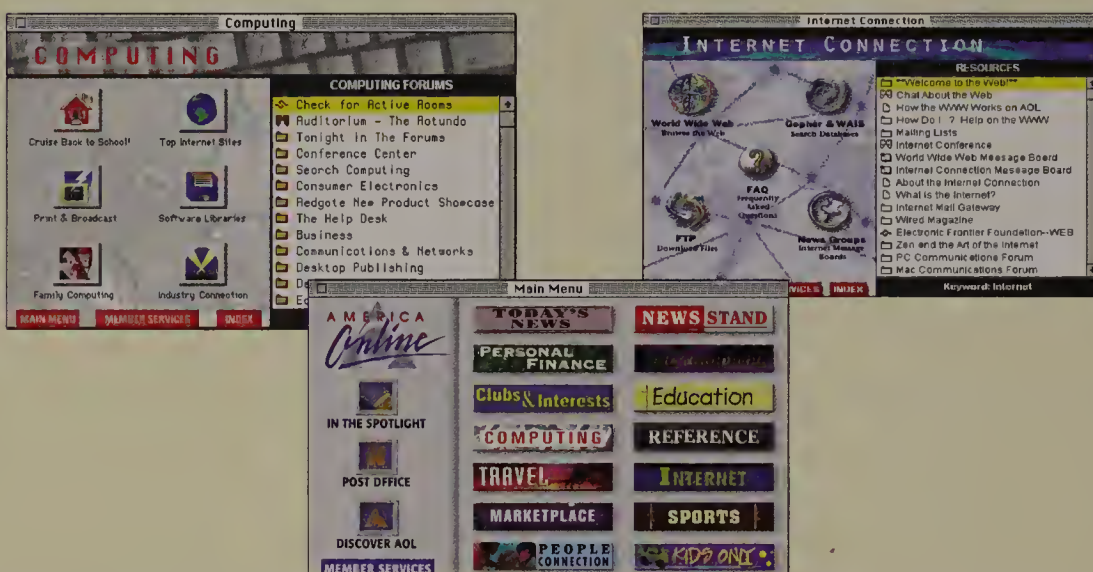 Computing
COMPUTING
Cruise Back to School!
Top Internet Sites
Print & Broadcast
Software Libraries
Family Computing
Industry Connection
MAIN MENU
MEMBER SERVICES
INDEX
COMPUTING FORUMS
Check for Active Rooms
Auditorium - The Rotundo
Tonight in The Forums
Conference Center
Search Computing
Consumer Electronics
Redgate New Product Showcase
The Help Desk
Business
Communications & Networks
Desktop Publishing
De
Ed
Internet Connection
INTERNET CONNECTION
World Wide Web
Browse the Web
Gopher & WAIS
Search Databases
FAQ
Frequently
Asked
Questions
FTP
Download Files
News Groups
Internet Message
Boards
VICES
INDEX
RESOURCES
**Welcome to the Web!**
Chat About the Web
How the WWW Works on AOL
How Do I ? Help on the WWW
Mailing Lists
Internet Conference
World Wide Web Message Board
Internet Connection Message Board
About the Internet Connection
What is the Internet?
Internet Mail Gateway
Wired Magazine
Electronic Frontier Foundation--WEB
Zen and the Art of the Internet
PC Communications Forum
Mac Communications Forum
Keyword: Internet
Main Menu
AMERICA
Online
IN THE SPOTLIGHT
POST OFFICE
DISCOVER AOL
MEMBER SERVICES
TODAY'S
NEWS
NEWSSTAND
PERSONAL
FINANCE
Clubs & Interests
Education
COMPUTING
REFERENCE
TRAVEL
INTERNET
MARKETPLACE
SPORTS
PEOPLE
CONNECTION
KIDS ONLY